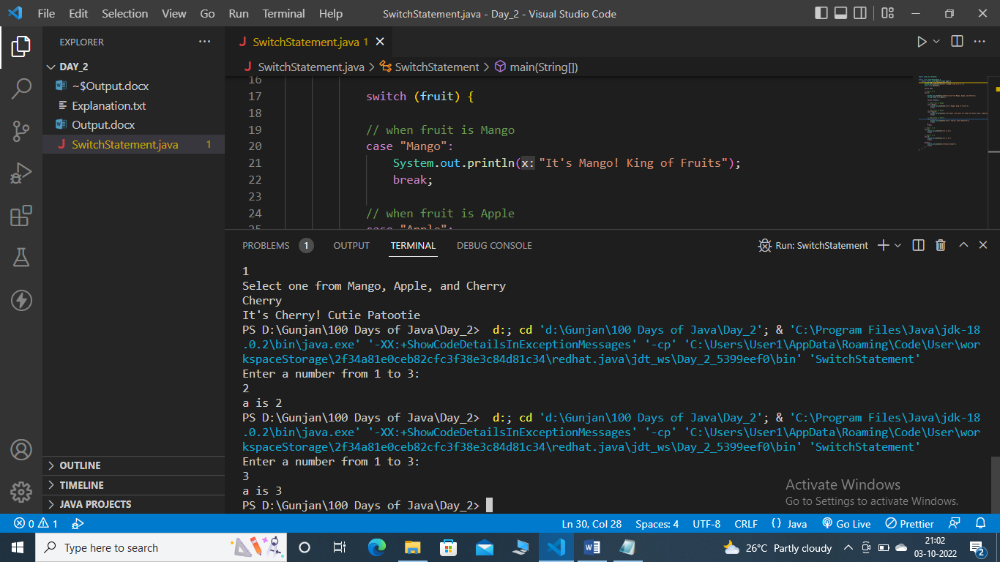 File Edit Selection View Go Run Terminal Help
SwitchStatement.java - Day_2 - Visual Studio Code
EXPLORER
DAY_2
~$Output.docx
Explanation.txt
Output.docx
SwitchStatement.java 1
OUTLINE
TIMELINE
JAVA PROJECTS
SwitchStatement.java 1
SwitchStatement.java > SwitchStatement > main(String[])
16
17 switch (fruit) {
18
19 // when fruit is Mango
20 case "Mango":
21 System.out.println(x: "It's Mango! King of Fruits");
22 break;
23
24 // when fruit is Apple
25 case "Apple":
PROBLEMS 1 OUTPUT TERMINAL DEBUG CONSOLE
Run: SwitchStatement
1
Select one from Mango, Apple, and Cherry
Cherry
It's Cherry! Cutie Patootie
PS D:\Gunjan\100 Days of Java\Day_2>  d:; cd 'd:\Gunjan\100 Days of Java\Day_2'; & 'C:\Program Files\Java\jdk-18
.0.2\bin\java.exe' '-XX:+ShowCodeDetailsInExceptionMessages' '-cp' 'C:\Users\User1\AppData\Roaming\Code\User\wor
kspaceStorage\2f34a81e0ceb82cfc3f38e3c84d81c34\redhat.java\jdt_ws\Day_2_5399eef0\bin' 'SwitchStatement'
Enter a number from 1 to 3:
2
a is 2
PS D:\Gunjan\100 Days of Java\Day_2>  d:; cd 'd:\Gunjan\100 Days of Java\Day_2'; & 'C:\Program Files\Java\jdk-18
.0.2\bin\java.exe' '-XX:+ShowCodeDetailsInExceptionMessages' '-cp' 'C:\Users\User1\AppData\Roaming\Code\User\wor
kspaceStorage\2f34a81e0ceb82cfc3f38e3c84d81c34\redhat.java\jdt_ws\Day_2_5399eef0\bin' 'SwitchStatement'
Enter a number from 1 to 3:
3
a is 3
PS D:\Gunjan\100 Days of Java\Day_2>
Activate Windows
Go to Settings to activate Windows.
0 1 Ln 30, Col 28 Spaces: 4 UTF-8 CRLF {} Java Go Live Prettier
Type here to search
26°C Partly cloudy
21:02
03-10-2022
2